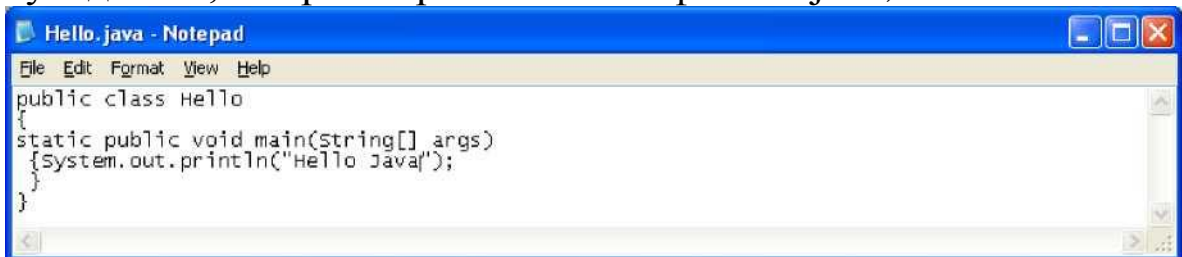 Hello.java - Notepad
File Edit Format View Help
public class Hello
{
static public void main(String[] args)
{System.out.println("Hello Java");
}
}